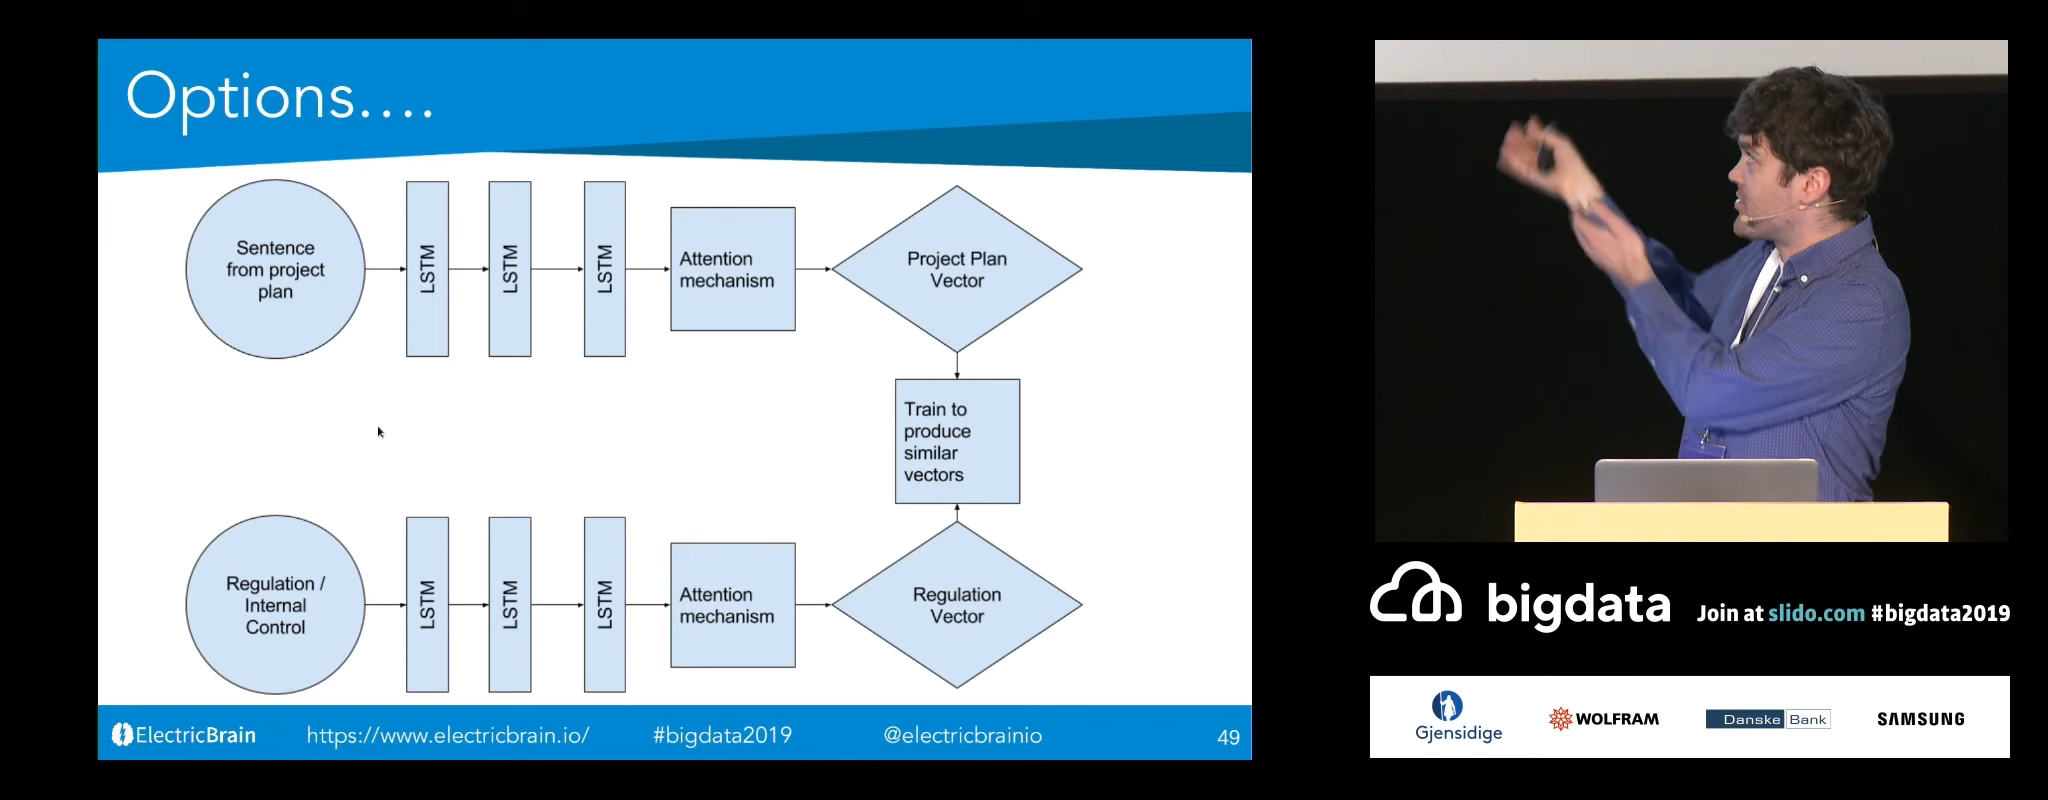 Options....
Sentence
from project
plan
LSTM
LSTM
LSTM
Attention
mechanism
Project Plan
Vector
Train to
produce
similar
vectors
Regulation /
Internal
Control
LSTM
LSTM
LSTM
Attention
mechanism
Regulation
Vector
ElectricBrain
https://www.electricbrain.io/
#bigdata2019
@electricbrainio
49
bigdata
Join at slido.com #bigdata2019
Gjensidige
WOLFRAM
Danske Bank
SAMSUNG